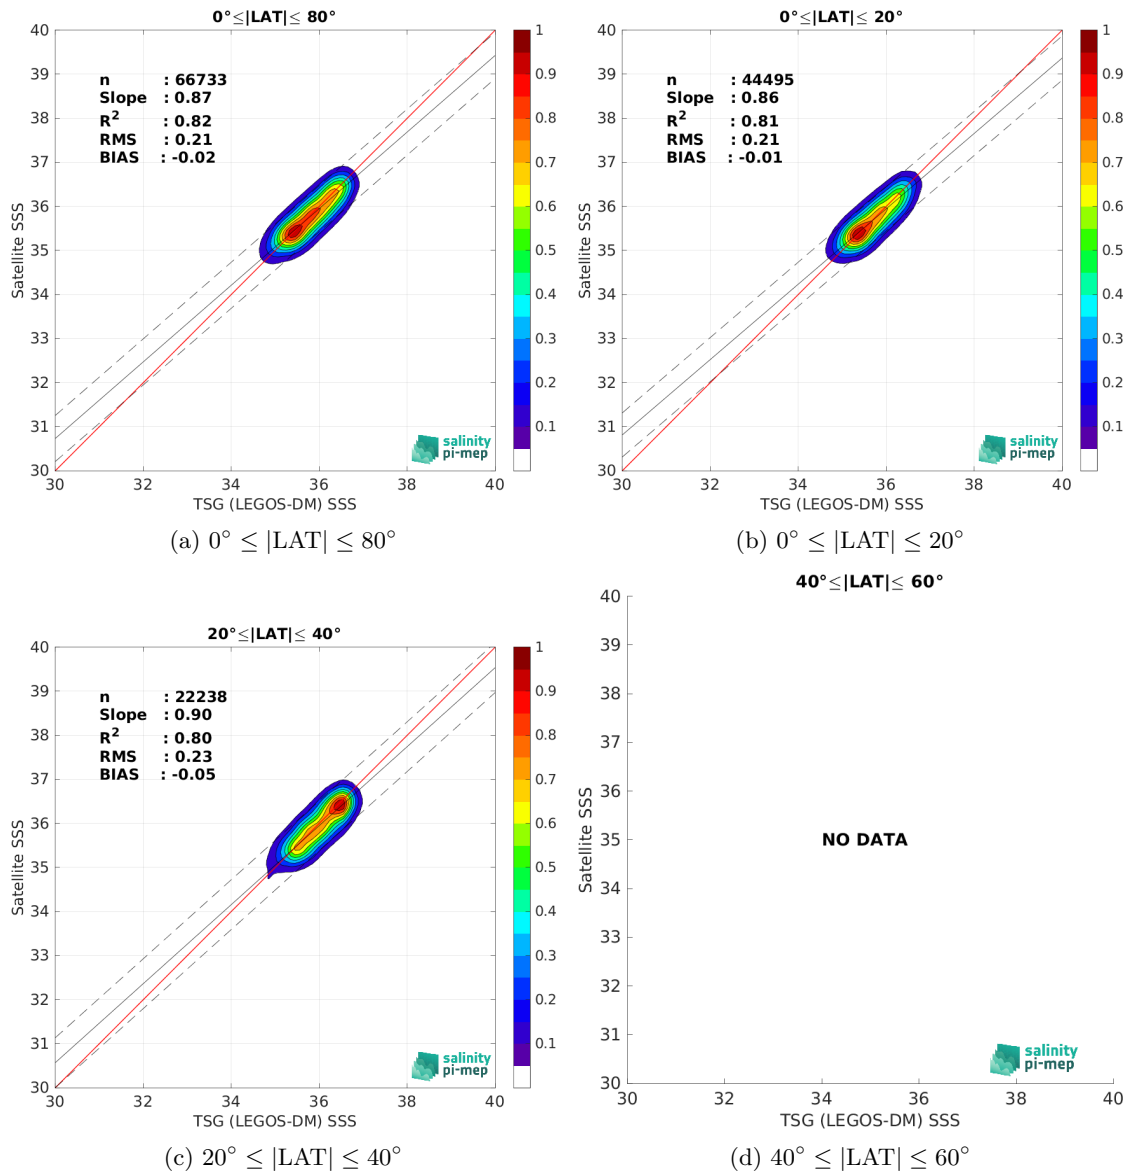 0°≤|LAT|≤ 80°
40
39
38
37
36
35
34
33
32
31
30
Satellite SSS
n : 66733
Slope : 0.87
R² : 0.82
RMS : 0.21
BIAS : -0.02
salinity
pi-mep
30 32 34 36 38 40
TSG (LEGOS-DM) SSS
1
0.9
0.8
0.7
0.6
0.5
0.4
0.3
0.2
0.1
(a) 0° ≤ |LAT| ≤ 80°
0°≤|LAT|≤ 20°
40
39
38
37
36
35
34
33
32
31
30
Satellite SSS
n : 44495
Slope : 0.86
R² : 0.81
RMS : 0.21
BIAS : -0.01
salinity
pi-mep
30 32 34 36 38 40
TSG (LEGOS-DM) SSS
1
0.9
0.8
0.7
0.6
0.5
0.4
0.3
0.2
0.1
(b) 0° ≤ |LAT| ≤ 20°
20°≤|LAT|≤ 40°
40
39
38
37
36
35
34
33
32
31
30
Satellite SSS
n : 22238
Slope : 0.90
R² : 0.80
RMS : 0.23
BIAS : -0.05
salinity
pi-mep
30 32 34 36 38 40
TSG (LEGOS-DM) SSS
1
0.9
0.8
0.7
0.6
0.5
0.4
0.3
0.2
0.1
(c) 20° ≤ |LAT| ≤ 40°
40°≤|LAT|≤ 60°
40
39
38
37
36
35
34
33
32
31
30
Satellite SSS
NO DATA
salinity
pi-mep
30 32 34 36 38 40
TSG (LEGOS-DM) SSS
(d) 40° ≤ |LAT| ≤ 60°